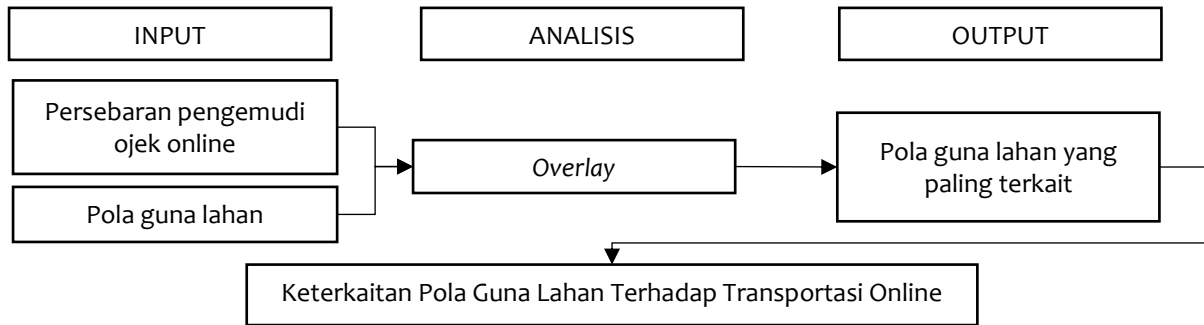 INPUT
ANALISIS
OUTPUT
Persebaran pengemudi
ojek online
Pola guna lahan
Overlay
Pola guna lahan yang
paling terkait
Keterkaitan Pola Guna Lahan Terhadap Transportasi Online